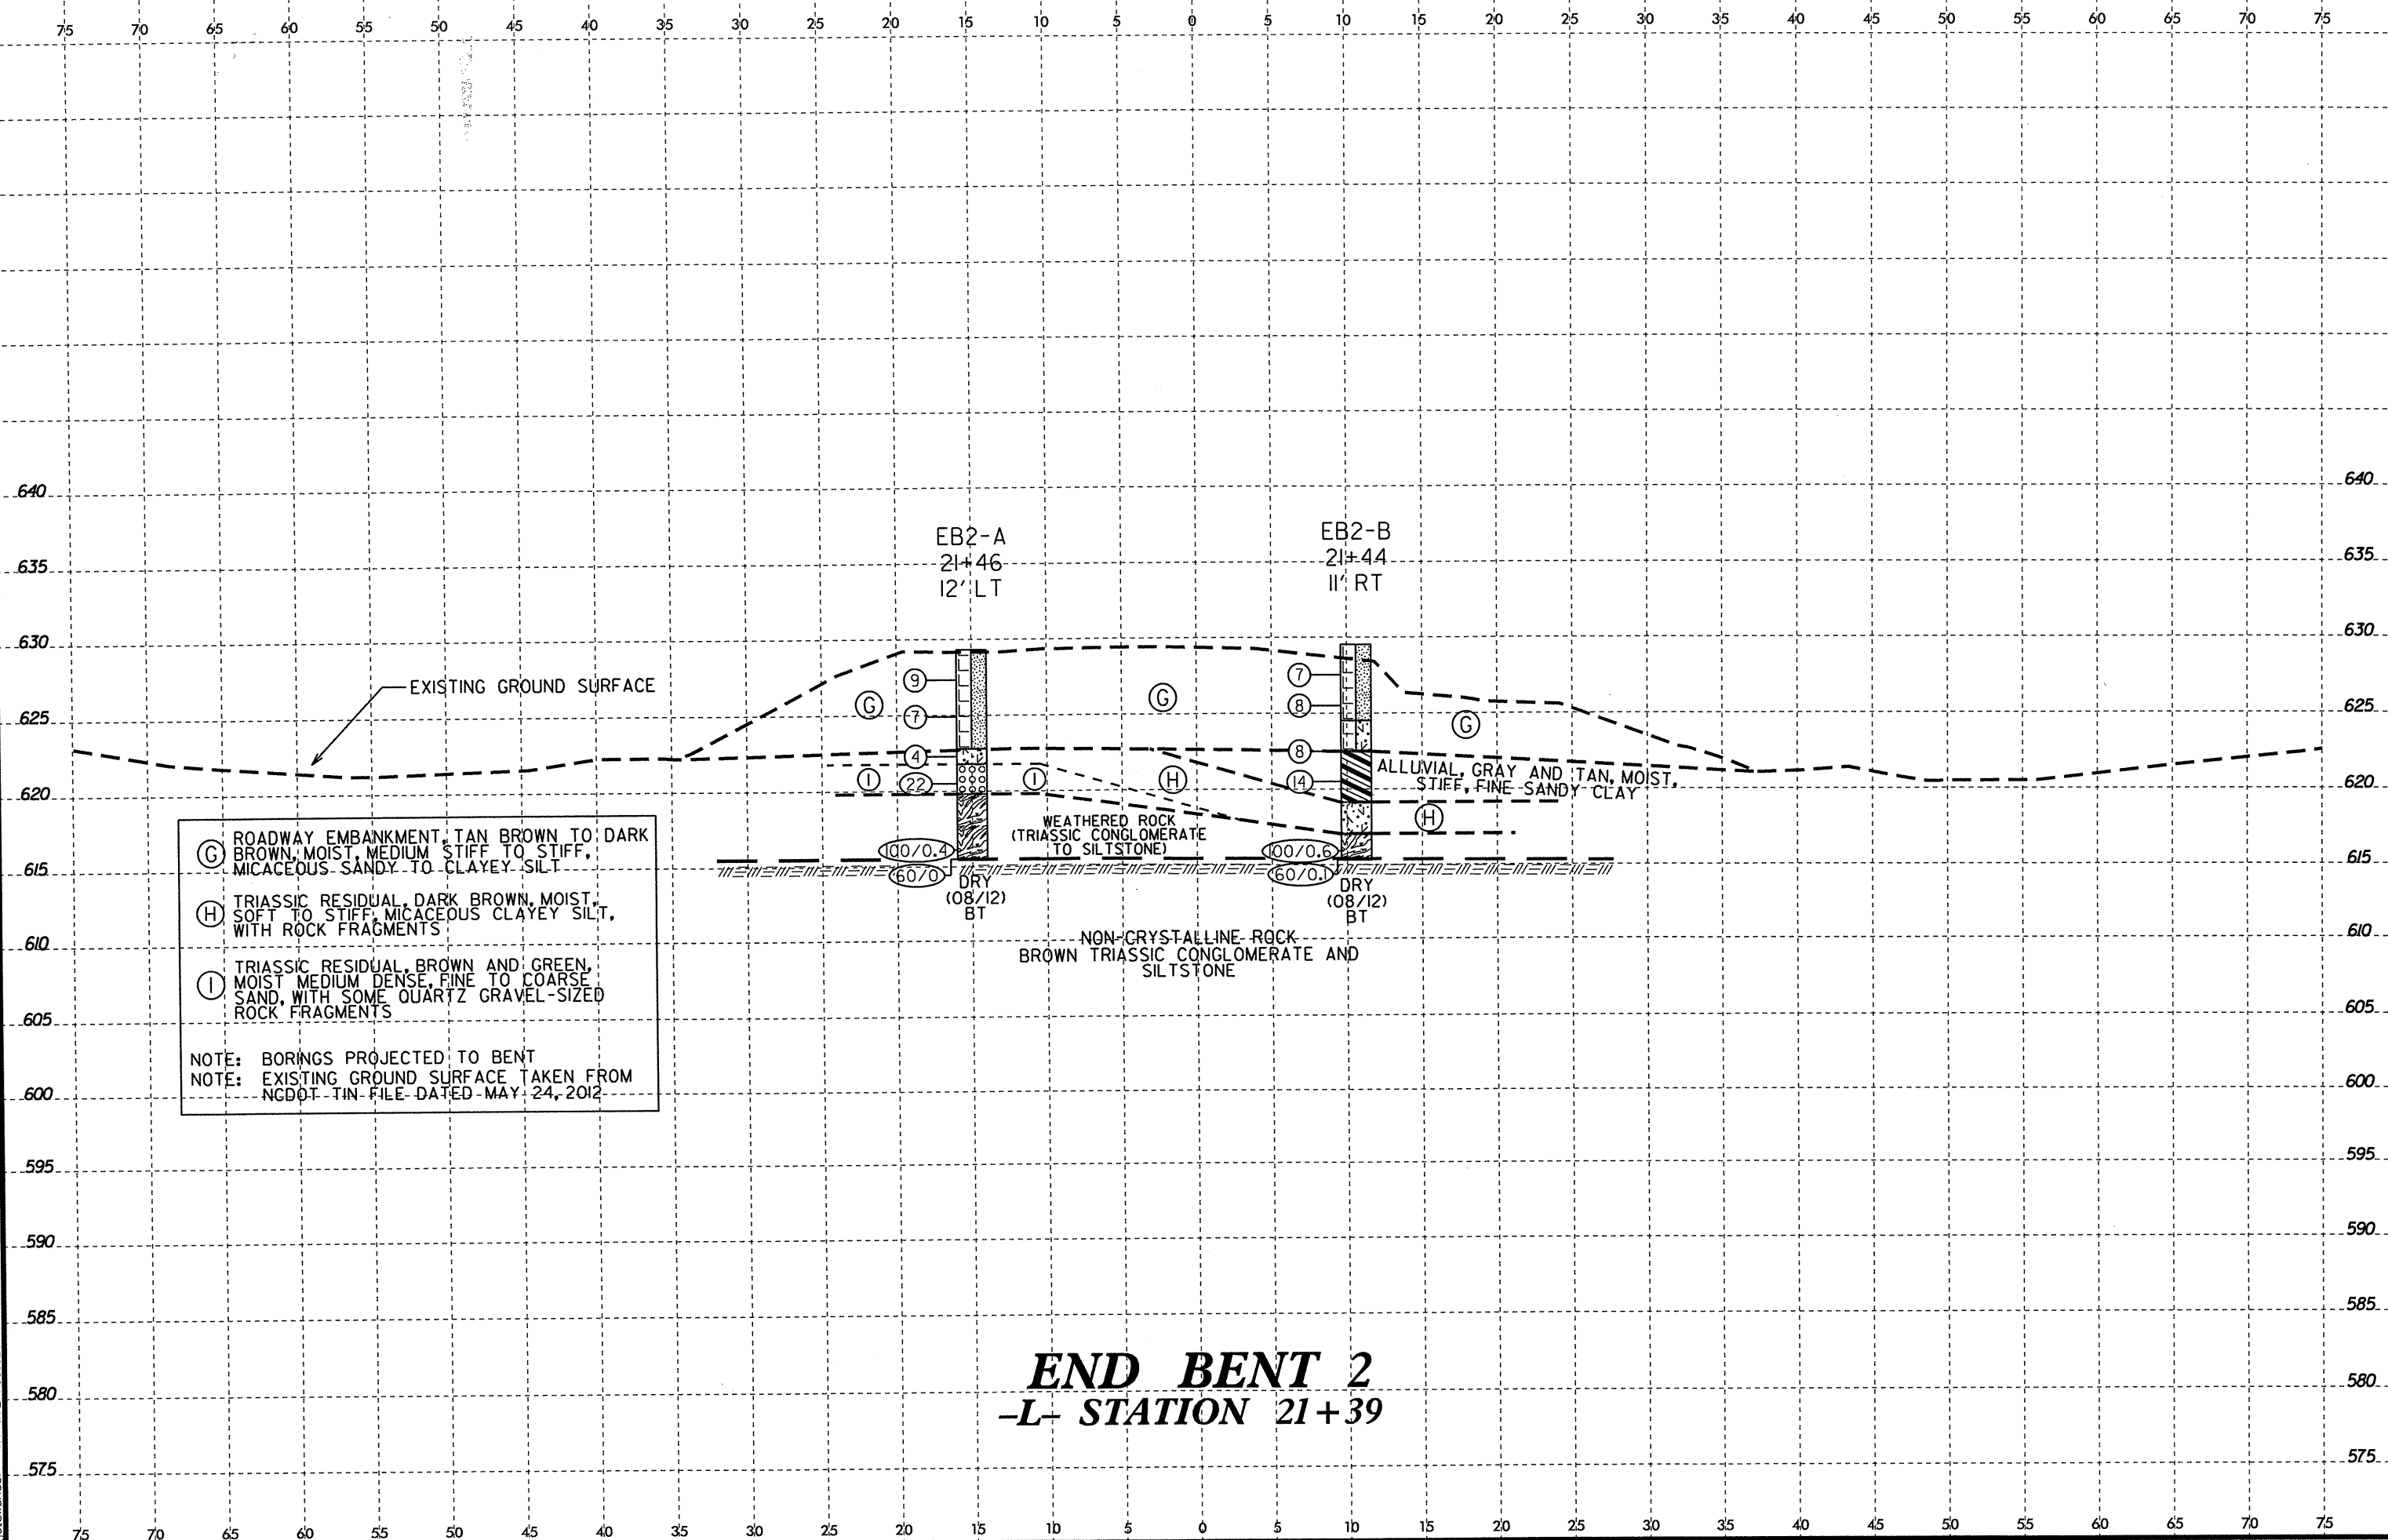 75 70 65 60 55 50 45 40 35 30 25 20 15 10 5 0 5 10 15 20 25 30 35 40 45 50 55 60 65 70 75
640 640
EB2-A EB2-B
21+46 21+44
12' LT 11' RT
635 635
630 630
EXISTING GROUND SURFACE
9 7
G G G
7 8
625 625
4 8
I 22 I H 14
ALLUVIAL, GRAY AND TAN, MOIST,
STIFF, FINE SANDY CLAY
620 620
H
WEATHERED ROCK
(TRIASSIC CONGLOMERATE
TO SILTSTONE)
100/0.4 100/0.6
60/0 60/0.1
615 615
DRY DRY
(08/12) (08/12)
BT BT
G ROADWAY EMBANKMENT, TAN BROWN TO DARK
BROWN, MOIST, MEDIUM STIFF TO STIFF,
MICACEOUS SANDY TO CLAYEY SILT
H TRIASSIC RESIDUAL, DARK BROWN, MOIST,
SOFT TO STIFF, MICACEOUS CLAYEY SILT,
WITH ROCK FRAGMENTS
610 610
NON-CRYSTALLINE ROCK
BROWN TRIASSIC CONGLOMERATE AND
SILTSTONE
I TRIASSIC RESIDUAL, BROWN AND GREEN,
MOIST MEDIUM DENSE, FINE TO COARSE
SAND, WITH SOME QUARTZ GRAVEL-SIZED
ROCK FRAGMENTS
605 605
NOTE: BORINGS PROJECTED TO BENT
NOTE: EXISTING GROUND SURFACE TAKEN FROM
NCDOT TIN FILE DATED MAY 24, 2012
600 600
595 595
590 590
585 585
END BENT 2
580 580
-L- STATION 21+39
575 575
75 70 65 60 55 50 45 40 35 30 25 20 15 10 5 0 5 10 15 20 25 30 35 40 45 50 55 60 65 70 75